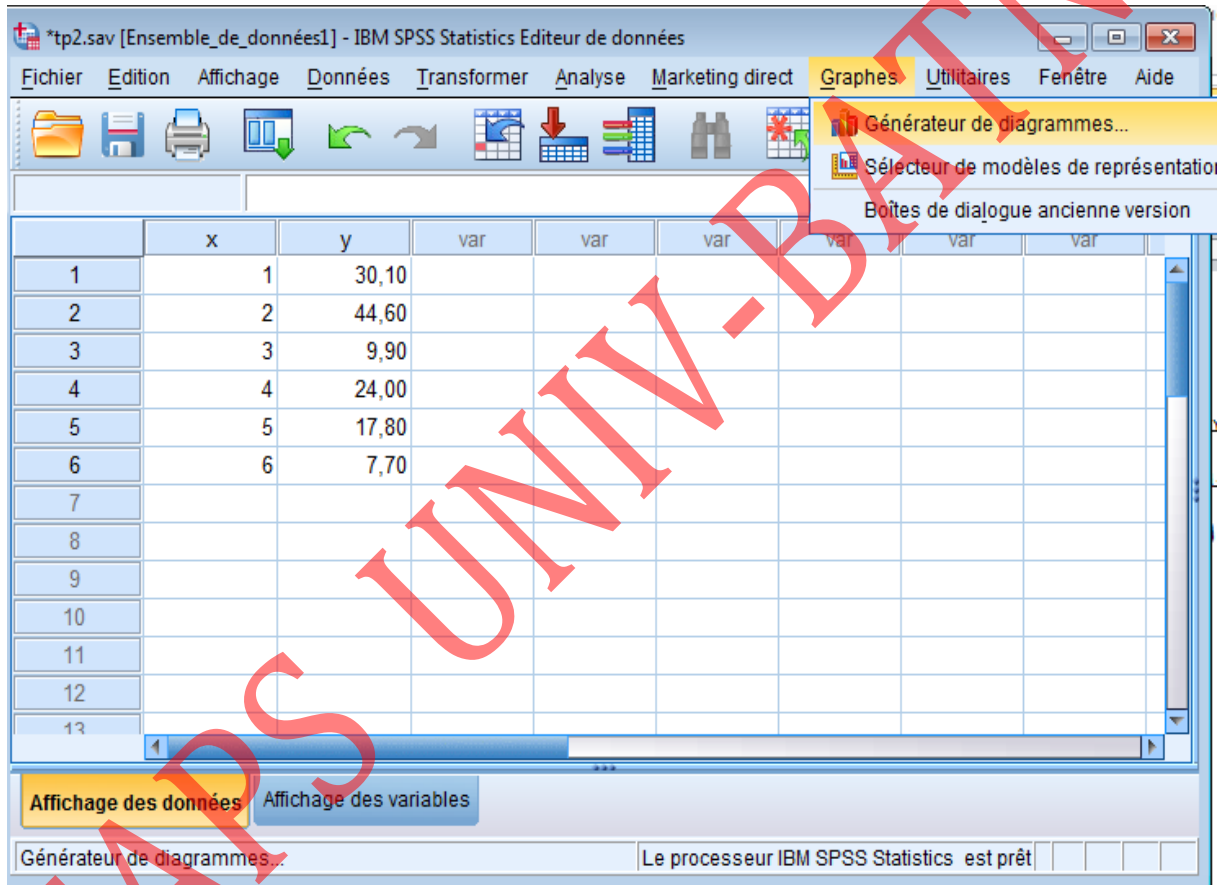 *tp2.sav [Ensemble_de_données1] - IBM SPSS Statistics Editeur de données
Fichier Edition Affichage Données Transformer Analyse Marketing direct Graphes Utilitaires Fenêtre Aide
Générateur de diagrammes...
Sélecteur de modèles de représentation
Boîtes de dialogue ancienne version
x y var var var var var var
1 1 30,10
2 2 44,60
3 3 9,90
4 4 24,00
5 5 17,80
6 6 7,70
7
8
9
10
11
12
13
Affichage des données Affichage des variables
Générateur de diagrammes... Le processeur IBM SPSS Statistics est prêt
APS UNIV-BATN